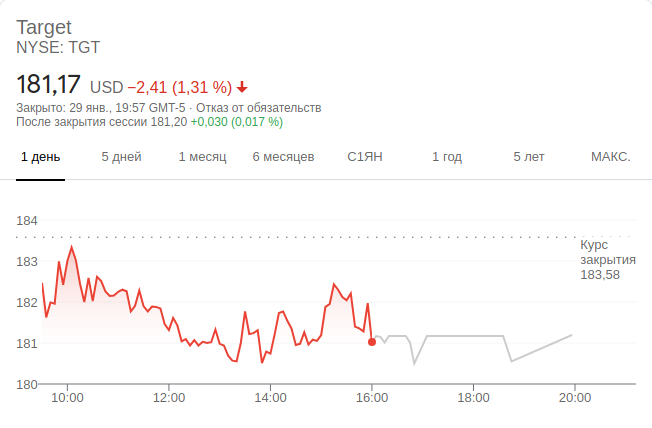 Target
NYSE: TGT
181,17 USD −2,41 (1,31 %)
Закрыто: 29 янв., 19:57 GMT-5 · Отказ от обязательств
После закрытия сессии 181,20 +0,030 (0,017 %)
1 день 5 дней 1 месяц 6 месяцев С1ЯН 1 год 5 лет МАКС.
184
Курс
закрытия
183,58
183
182
181
180
10:00 12:00 14:00 16:00 18:00 20:00